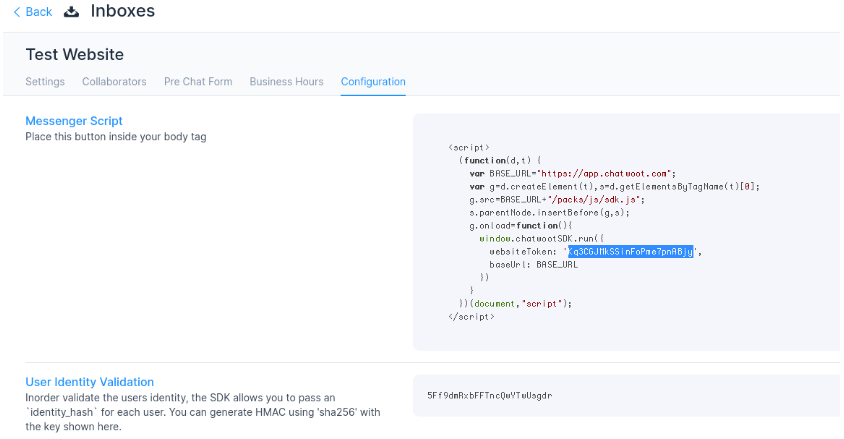 Back Inboxes
Test Website
Settings Collaborators Pre Chat Form Business Hours Configuration
Messenger Script
Place this button inside your body tag
<script>
(function(d,t) {
var BASE_URL="https://app.chatwoot.com";
var g=d.createElement(t),s=d.getElementsByTagName(t)[0];
g.src=BASE_URL+"/packs/js/sdk.js";
s.parentNode.insertBefore(g,s);
g.onload=function(){
window.chatwootSDK.run({
websiteToken: 'Kq3CGJMkSSinFoPme7pnABjy',
baseUrl: BASE_URL
})
}
})(document,"script");
</script>
User Identity Validation
Inorder validate the users identity, the SDK allows you to pass an
`identity_hash` for each user. You can generate HMAC using 'sha256' with
the key shown here.
5Ff9dmRxbFFTncQwYTwUsgdr